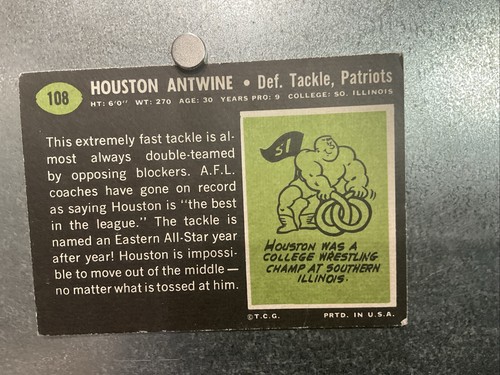 108
HOUSTON ANTWINE • Def. Tackle, Patriots
HT: 6'0" WT: 270 AGE: 30 YEARS PRO: 9 COLLEGE: SO. ILLINOIS
This extremely fast tackle is al-
most always double-teamed
by opposing blockers. A.F.L.
coaches have gone on record
as saying Houston is "the best
in the league." The tackle is
named an Eastern All-Star year
after year! Houston is impossi-
ble to move out of the middle—
no matter what is tossed at him.
SI
HOUSTON WAS A
COLLEGE WRESTLING
CHAMP AT SOUTHERN
ILLINOIS.
©T.C.G. PRTD. IN U.S.A.